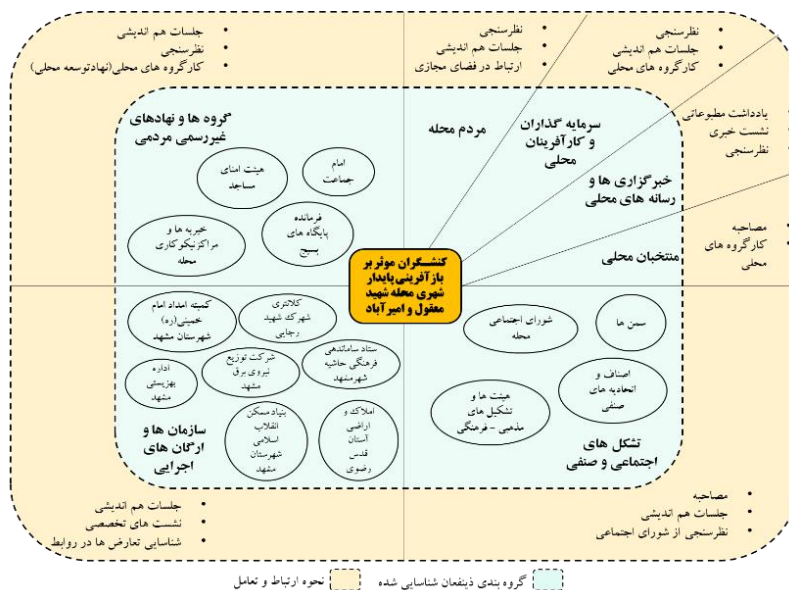 نظرسنجی
جلسات هم اندیشی
کارگروه های محلی
نظرسنجی
جلسات هم اندیشی
ارتباط در فضای مجازی
جلسات هم اندیشی
نظرسنجی
کارگروه های محلی(نهادتوسعه محلی)
یادداشت مطبوعاتی
نشست خبری
نظرسنجی
مصاحبه
کارگروه های
محلی
سرمایه گذاران
و کارآفرینان
محلی
مردم محله
خبرگزاری ها و
رسانه های محلی
منتخبان محلی
گروه ها و نهادهای
غیررسمی مردمی
امام
جماعت
هیئت امنای
مساجد
فرمانده
پایگاه های
بسیج
خیریه ها و
مراکزنیکوکاری
محله
کنشگران موثر بر
بازآفرینی پایدار
شهری محله شهید
معقول و امیرآباد
سمن ها
شورای اجتماعی
محله
اصناف و
اتحادیه های
صنفی
هیئت ها و
تشکیل های
مذهبی - فرهنگی
تشکل های
اجتماعی و صنفی
کلانتری
شهرک شهید
رجایی
کمیته امداد امام
خمینی(ره)
شهرستان مشهد
ستاد ساماندهی
فرهنگی حاشیه
شهرمشهد
شرکت توزیع
نیروی برق
مشهد
اداره
بهزیستی
مشهد
املاک و
اراضی
آستان
قدس
رضوی
بنیاد مسکن
انقلاب
اسلامی
شهرستان
مشهد
سازمان ها و
ارگان های
اجرایی
مصاحبه
جلسات هم اندیشی
نظرسنجی از شورای اجتماعی
جلسات هم اندیشی
نشست های تخصصی
شناسایی تعارض ها در روابط
گروه بندی ذینفعان شناسایی شده
نحوه ارتباط و تعامل